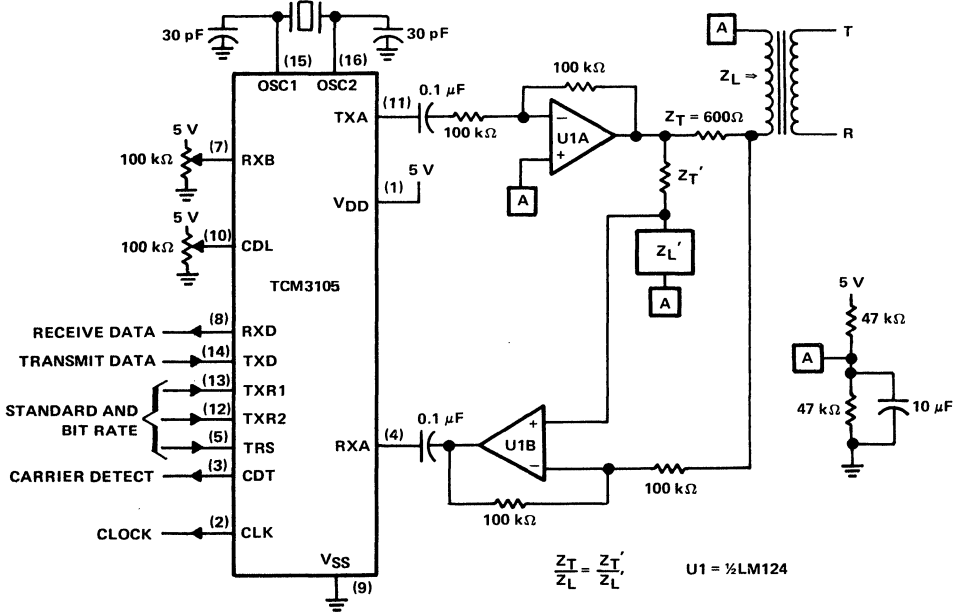 30 pF
30 pF
(15)
(16)
OSC1 OSC2
0.1 μF
100 kΩ
A
T
ZL ⇒
(11)
TXA
100 kΩ
−
U1A
+
ZT = 600Ω
R
5 V
(7)
100 kΩ
RXB
5 V
(1)
VDD
A
ZT'
5 V
(10)
100 kΩ
CDL
ZL'
A
TCM3105
5 V
47 kΩ
A
47 kΩ
10 μF
RECEIVE DATA
(8)
RXD
TRANSMIT DATA
(14)
TXD
(13)
TXR1
STANDARD AND
BIT RATE
(12)
TXR2
(5)
TRS
CARRIER DETECT
(3)
CDT
CLOCK
(2)
CLK
0.1 μF
RXA
(4)
+
U1B
−
100 kΩ
100 kΩ
VSS
(9)
ZT/ZL = ZT'/ZL'
U1 = ½LM124